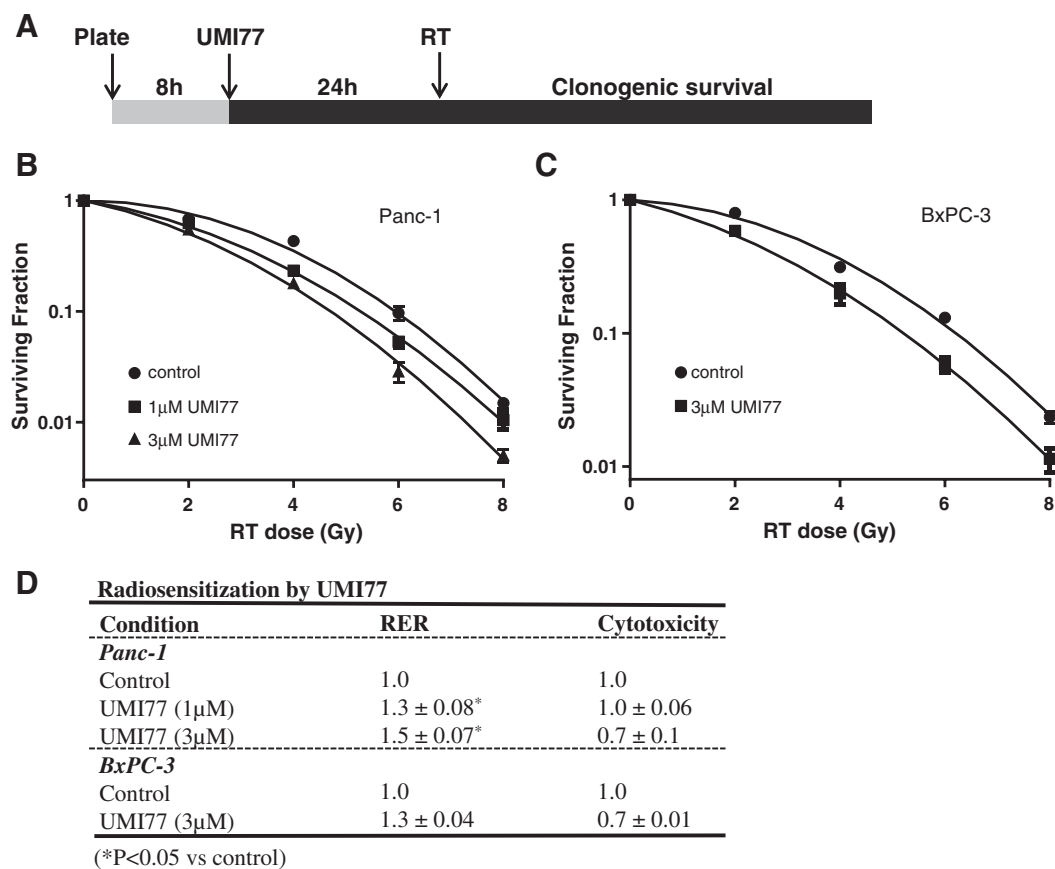 A
Plate UMI77 RT
8h 24h Clonogenic survival
B
Surviving Fraction
1
0.1
0.01
Panc-1
control
1μM UMI77
3μM UMI77
0 2 4 6 8
RT dose (Gy)
C
Surviving Fraction
1
0.1
0.01
BxPC-3
control
3μM UMI77
0 2 4 6 8
RT dose (Gy)
D
Radiosensitization by UMI77
Condition RER Cytotoxicity
Panc-1
Control 1.0 1.0
UMI77 (1μM) 1.3 ± 0.08* 1.0 ± 0.06
UMI77 (3μM) 1.5 ± 0.07* 0.7 ± 0.1
BxPC-3
Control 1.0 1.0
UMI77 (3μM) 1.3 ± 0.04 0.7 ± 0.01
(*P<0.05 vs control)